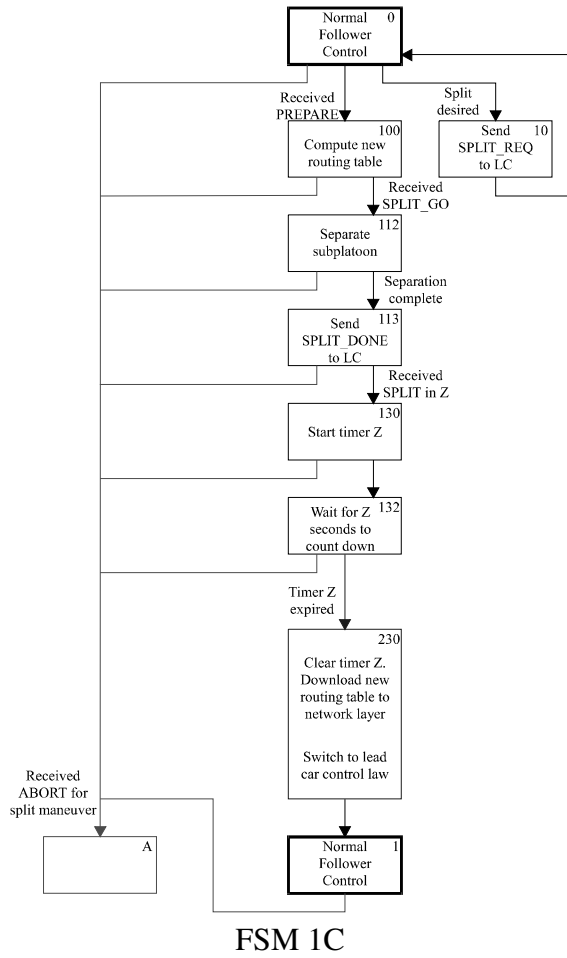 Normal 0
Follower
Control
Received
PREPARE
Split
desired
100
Compute new
routing table
10
Send
SPLIT_REQ
to LC
Received
SPLIT_GO
112
Separate
subplatoon
Separation
complete
113
Send
SPLIT_DONE
to LC
Received
SPLIT in Z
130
Start timer Z
132
Wait for Z
seconds to
count down
Timer Z
expired
230
Clear timer Z.
Download new
routing table to
network layer
Switch to lead
car control law
Received
ABORT for
split maneuver
A
Normal 1
Follower
Control
FSM 1C